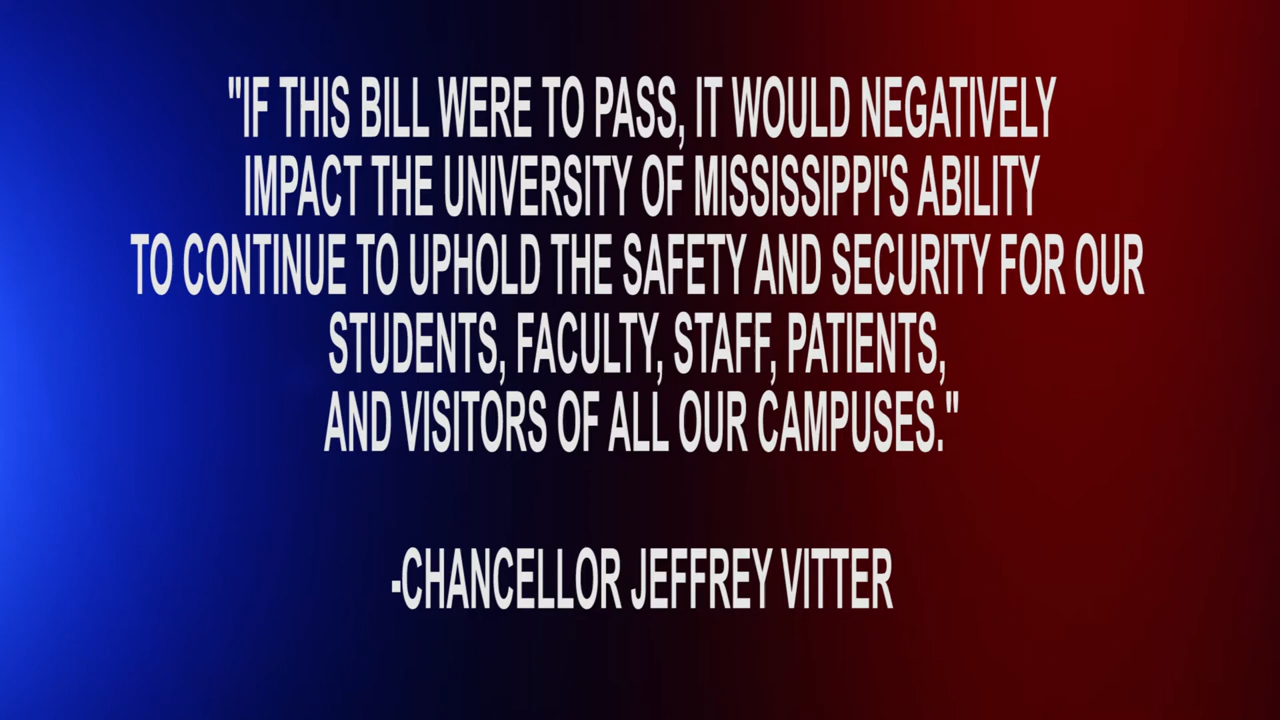 "IF THIS BILL WERE TO PASS, IT WOULD NEGATIVELY
IMPACT THE UNIVERSITY OF MISSISSIPPI'S ABILITY
TO CONTINUE TO UPHOLD THE SAFETY AND SECURITY FOR OUR
STUDENTS, FACULTY, STAFF, PATIENTS,
AND VISITORS OF ALL OUR CAMPUSES."
-CHANCELLOR JEFFREY VITTER